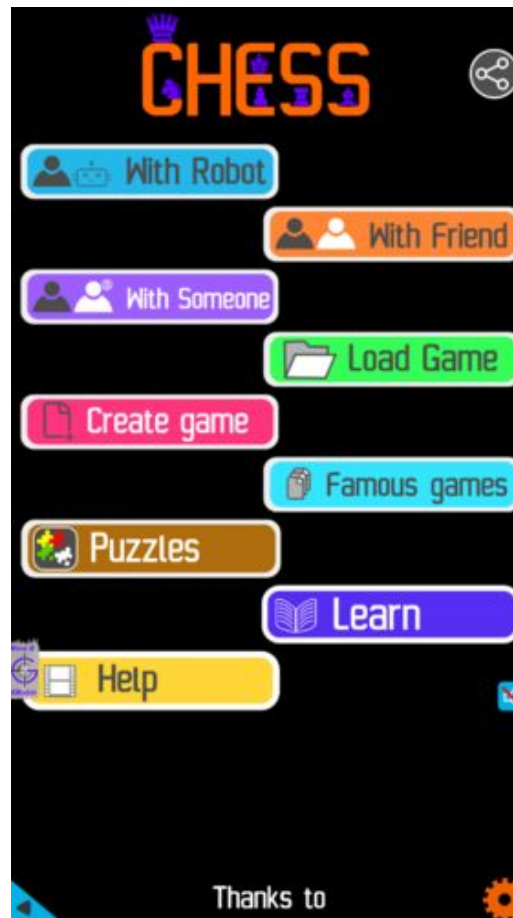 CHESS
With Robot
With Friend
With Someone
Load Game
Create game
Famous games
Puzzles
Learn
Help
Thanks to